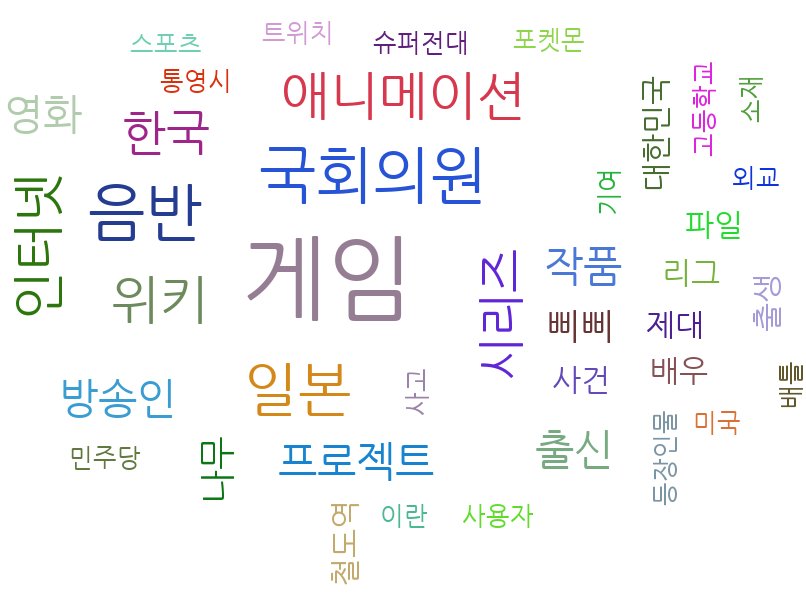 스포츠
트위치
슈퍼전대
포켓몬
통영시
영화
한국
애니메이션
대한민국
고등학교
소재
국회의원
기여
외교
인터넷
음반
파일
게임
시리즈
작품
리그
출생
위키
삐삐
제대
방송인
일본
사고
사건
배우
배틀
민주당
나무
프로젝트
출신
등장인물
미국
철도역
이란
사용자